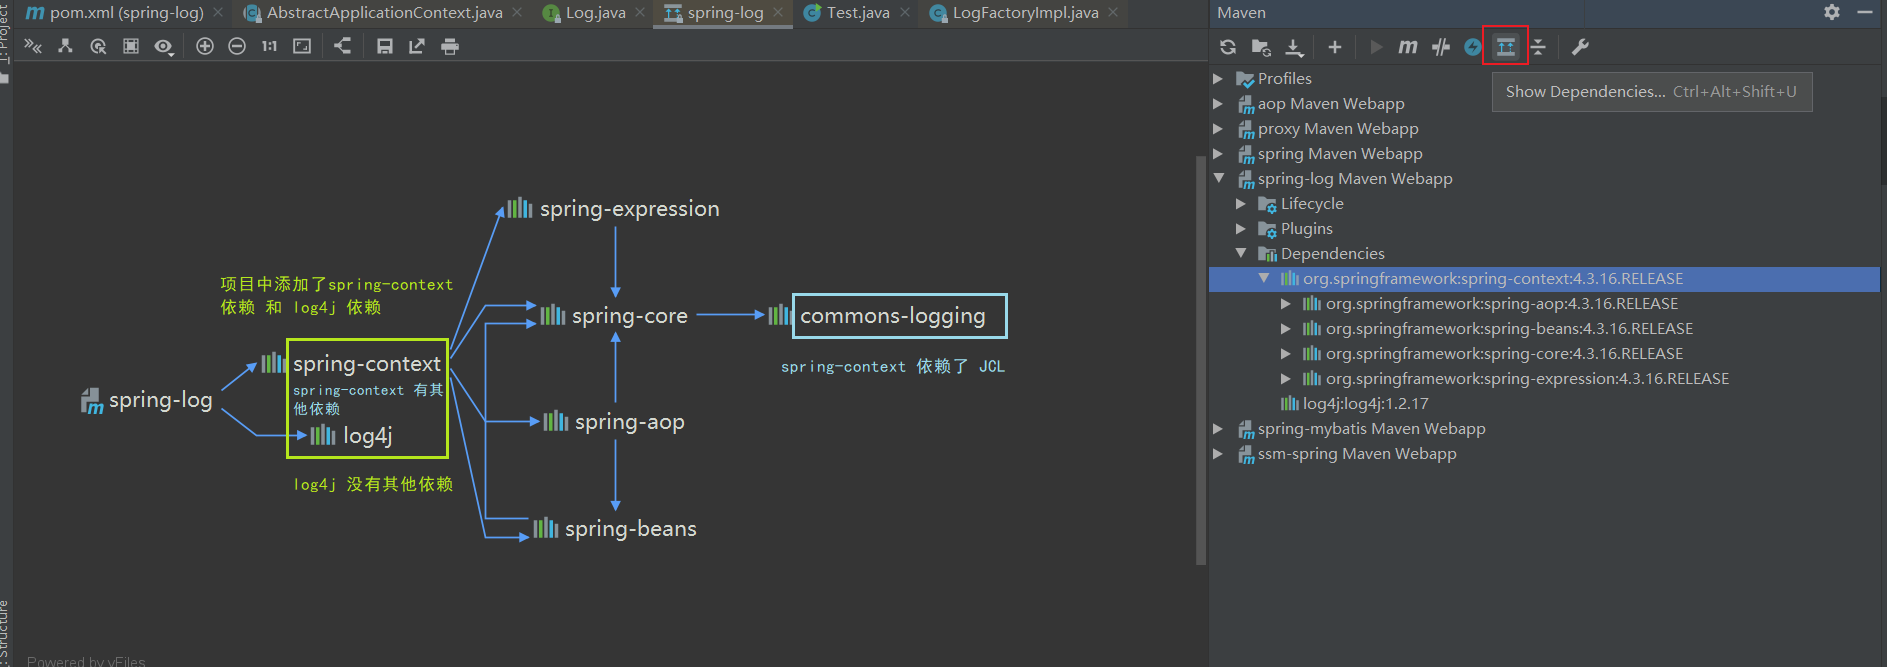 pom.xml (spring-log)
AbstractApplicationContext.java
Log.java
spring-log
Test.java
LogFactoryImpl.java
Maven
1:1
Show Dependencies... Ctrl+Alt+Shift+U
Profiles
aop Maven Webapp
proxy Maven Webapp
spring Maven Webapp
spring-log Maven Webapp
Lifecycle
Plugins
Dependencies
org.springframework:spring-context:4.3.16.RELEASE
org.springframework:spring-aop:4.3.16.RELEASE
org.springframework:spring-beans:4.3.16.RELEASE
org.springframework:spring-core:4.3.16.RELEASE
org.springframework:spring-expression:4.3.16.RELEASE
log4j:log4j:1.2.17
spring-mybatis Maven Webapp
ssm-spring Maven Webapp
spring-expression
项目中添加了spring-context
依赖 和 log4j 依赖
spring-core
commons-logging
spring-context
spring-context 依赖了 JCL
spring-context 有其
他依赖
spring-log
log4j
spring-aop
log4j 没有其他依赖
spring-beans
Powered by yFiles
1: Project
Structure